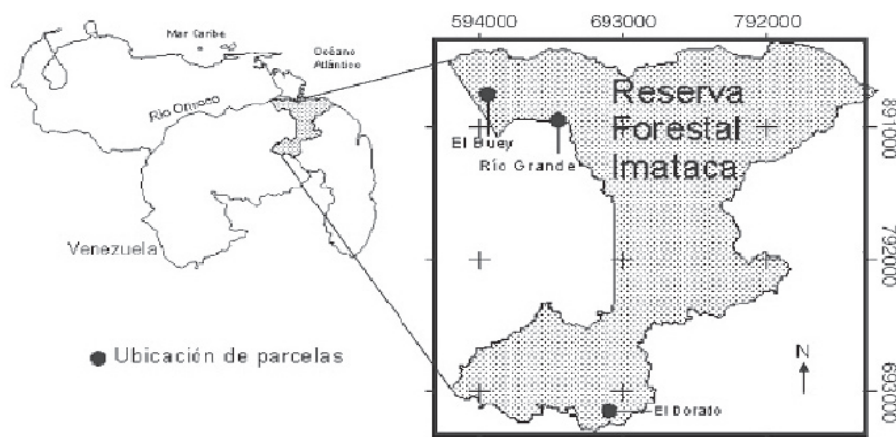 Mar Caribe
Océano
Atlántico
Río Orinoco
Venezuela
Ubicación de parcelas
594000
693000
792000
Reserva
Forestal
Imataca
El Buey
Río Grande
El Dorado
891000
792000
693000
N